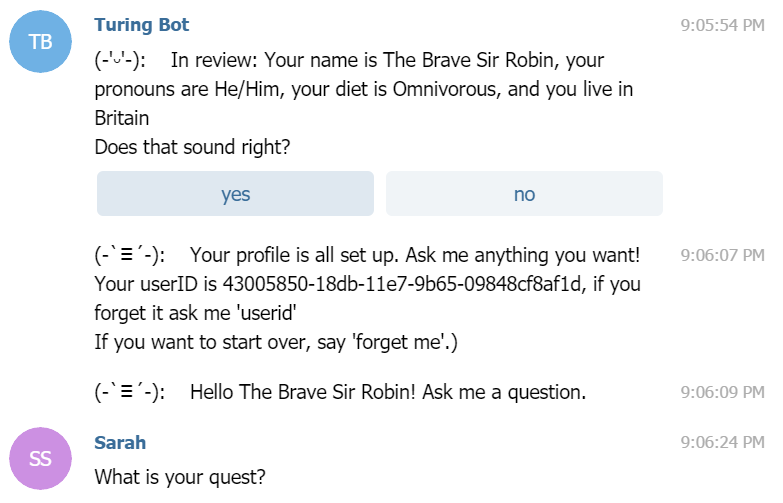 TB
Turing Bot 9:05:54 PM
(-'ᵕ'-): In review: Your name is The Brave Sir Robin, your
pronouns are He/Him, your diet is Omnivorous, and you live in
Britain
Does that sound right?
yes no
(-`Ξ´-): Your profile is all set up. Ask me anything you want! 9:06:07 PM
Your userID is 43005850-18db-11e7-9b65-09848cf8af1d, if you
forget it ask me 'userid'
If you want to start over, say 'forget me'.)
(-`Ξ´-): Hello The Brave Sir Robin! Ask me a question. 9:06:09 PM
SS
Sarah 9:06:24 PM
What is your quest?